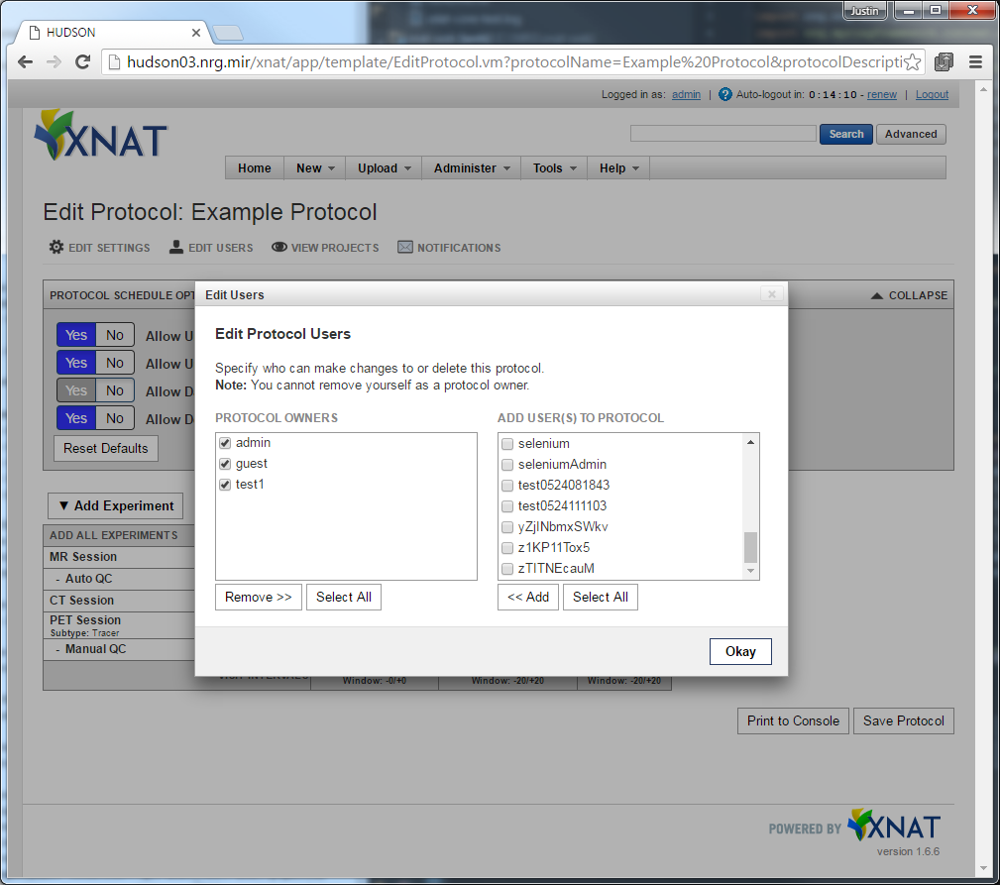 Justin
HUDSON
hudson03.nrg.mir/xnat/app/template/EditProtocol.vm?protocolName=Example%20Protocol&protocolDescripti
Logged in as: admin | Auto-logout in: 0:14:10 - renew | Logout
XNAT
Search Advanced
Home New Upload Administer Tools Help
Edit Protocol: Example Protocol
EDIT SETTINGS EDIT USERS VIEW PROJECTS NOTIFICATIONS
PROTOCOL SCHEDULE OPT
COLLAPSE
Yes No Allow U
Yes No Allow U
Yes No Allow D
Yes No Allow D
Reset Defaults
▼ Add Experiment
ADD ALL EXPERIMENTS
MR Session
- Auto QC
CT Session
PET Session
Subtype: Tracer
- Manual QC
Window: -0/+0 Window: -20/+20 Window: -20/+20
Edit Users
Edit Protocol Users
Specify who can make changes to or delete this protocol.
Note: You cannot remove yourself as a protocol owner.
PROTOCOL OWNERS
admin
guest
test1
Remove >> Select All
ADD USER(S) TO PROTOCOL
selenium
seleniumAdmin
test0524081843
test0524111103
yZjINbmxSWkv
z1KP11Tox5
zTITNEcauM
<< Add Select All
Okay
Print to Console Save Protocol
POWERED BY XNAT
version 1.6.6